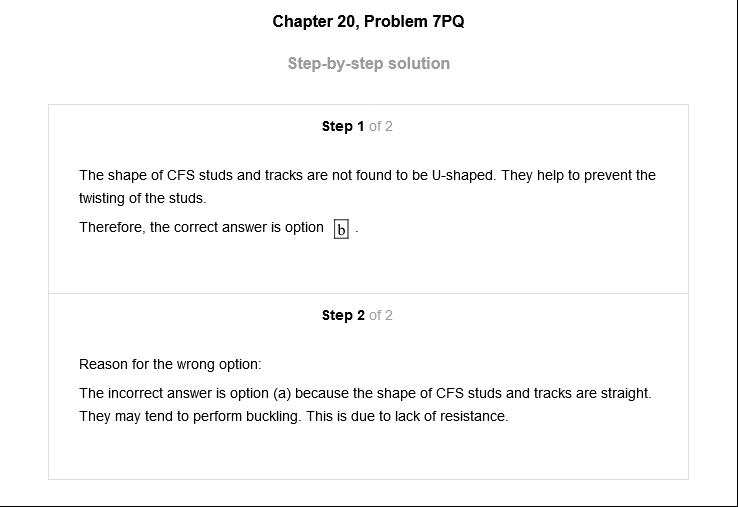 Chapter 20, Problem 7PQ
Step-by-step solution
Step 1 of 2
The shape of CFS studs and tracks are not found to be U-shaped. They help to prevent the
twisting of the studs.
Therefore, the correct answer is option b .
Step 2 of 2
Reason for the wrong option:
The incorrect answer is option (a) because the shape of CFS studs and tracks are straight.
They may tend to perform buckling. This is due to lack of resistance.